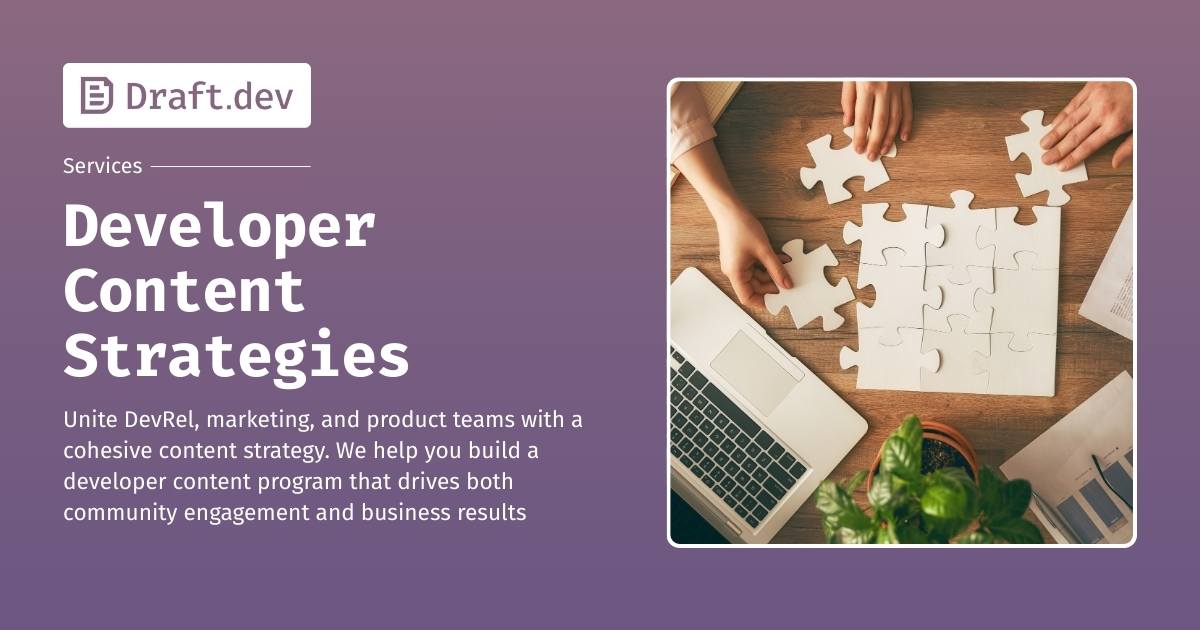 Draft.dev
Services
Developer
Content
Strategies
Unite DevRel, marketing, and product teams with a
cohesive content strategy. We help you build a
developer content program that drives both
community engagement and business results